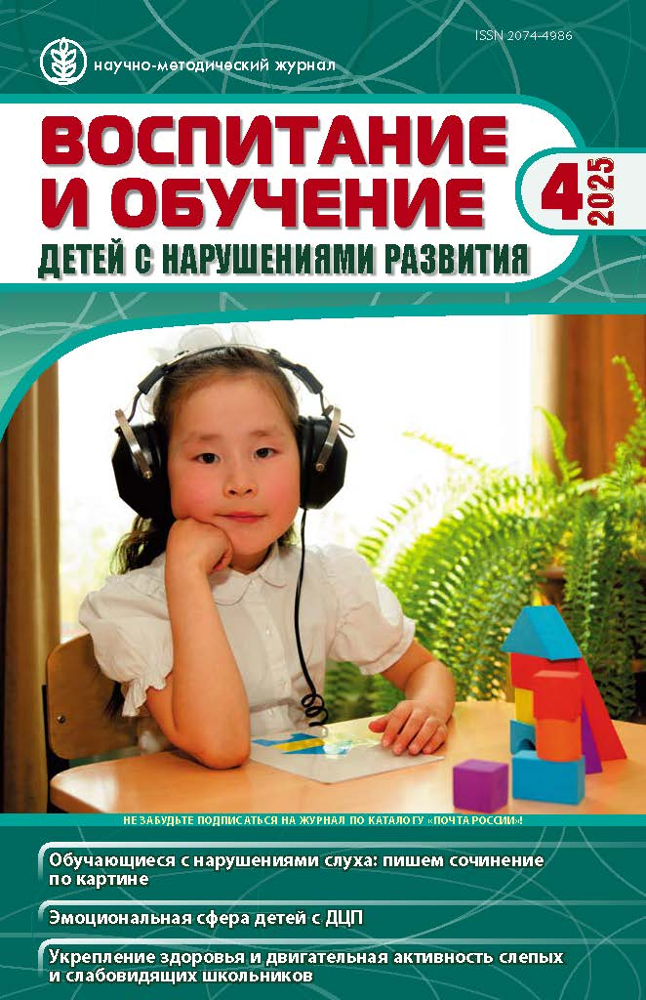 ISSN 2074-4986
научно-методический журнал
ВОСПИТАНИЕ
И ОБУЧЕНИЕ
ДЕТЕЙ С НАРУШЕНИЯМИ РАЗВИТИЯ
4
2025
НЕ ЗАБУДЬТЕ ПОДПИСАТЬСЯ НА ЖУРНАЛ ПО КАТАЛОГУ «ПОЧТА РОССИИ»!
Обучающиеся с нарушениями слуха: пишем сочинение
по картине
Эмоциональная сфера детей с ДЦП
Укрепление здоровья и двигательная активность слепых
и слабовидящих школьников